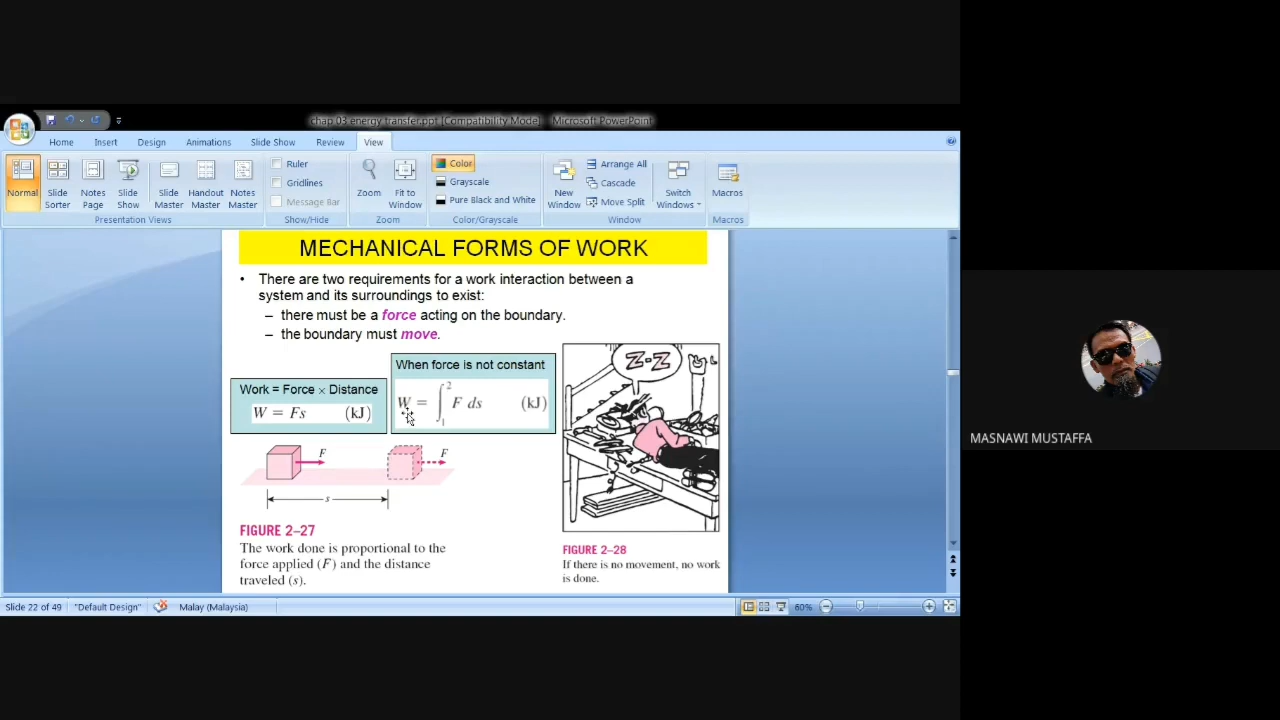 chap 03 energy transfer.ppt [Compatibility Mode] - Microsoft PowerPoint
Home Insert Design Animations Slide Show Review View
Normal
Slide Sorter
Notes Page
Slide Show
Slide Master
Handout Master
Notes Master
Presentation Views
Ruler
Gridlines
Message Bar
Show/Hide
Zoom
Fit to Window
Zoom
Color
Grayscale
Pure Black and White
Color/Grayscale
New Window
Arrange All
Cascade
Move Split
Switch Windows
Window
Macros
Macros
MECHANICAL FORMS OF WORK
• There are two requirements for a work interaction between a
system and its surroundings to exist:
– there must be a force acting on the boundary.
– the boundary must move.
Work = Force × Distance
W = Fs (kJ)
When force is not constant
W = ∫₁² F ds (kJ)
F
F
s
FIGURE 2–27
The work done is proportional to the
force applied (F) and the distance
traveled (s).
Z-Z
FIGURE 2–28
If there is no movement, no work
is done.
Slide 22 of 49 "Default Design" Malay (Malaysia) 60%
MASNAWI MUSTAFFA